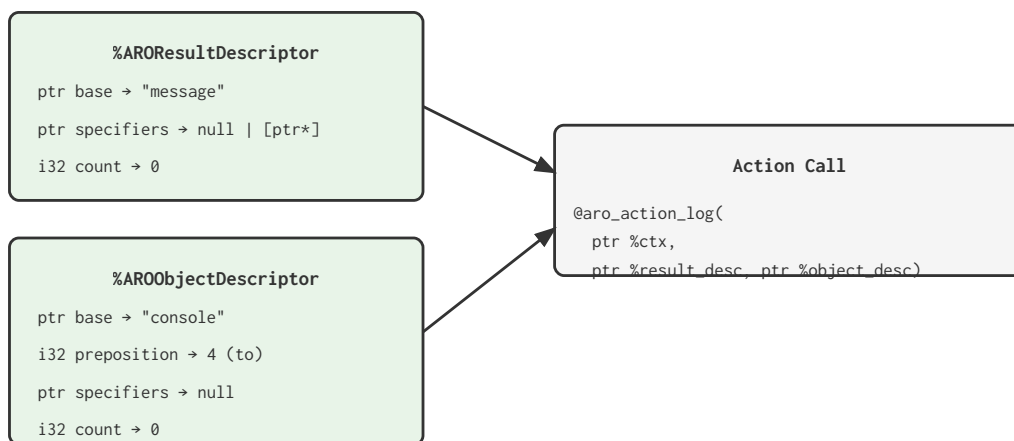 %AROResultDescriptor
ptr base → "message"
ptr specifiers → null | [ptr*]
i32 count → 0
%AROObjectDescriptor
ptr base → "console"
i32 preposition → 4 (to)
ptr specifiers → null
i32 count → 0
Action Call
@aro_action_log(
ptr %ctx,
ptr %result_desc, ptr %object_desc)